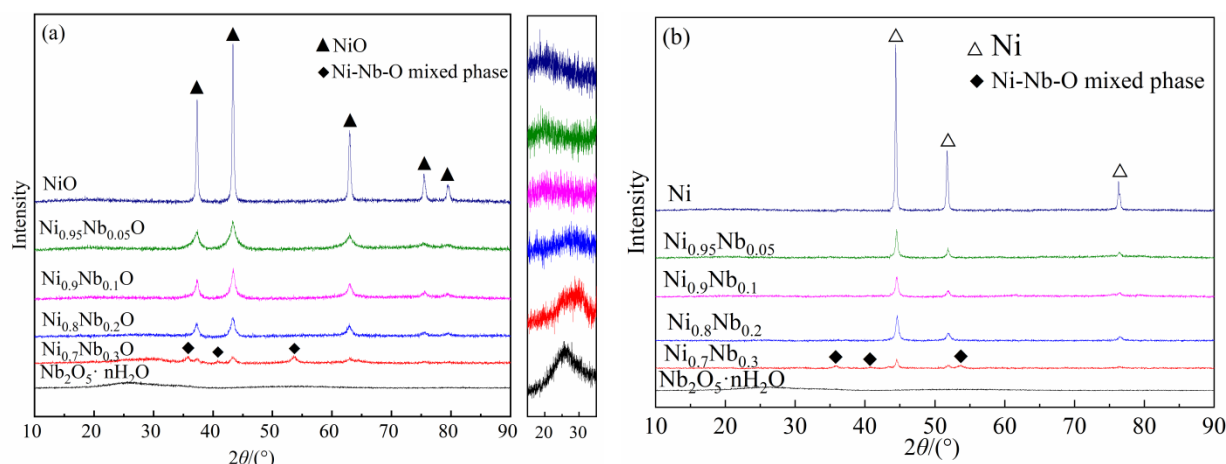 (a)
▲ NiO
◆ Ni-Nb-O mixed phase
Intensity
NiO
Ni₀.₉₅Nb₀.₀₅O
Ni₀.₉Nb₀.₁O
Ni₀.₈Nb₀.₂O
Ni₀.₇Nb₀.₃O
Nb₂O₅· nH₂O
10 20 30 40 50 60 70 80 90
2θ/(°)
20 30
(b)
△ Ni
◆ Ni-Nb-O mixed phase
Intensity
Ni
Ni₀.₉₅Nb₀.₀₅
Ni₀.₉Nb₀.₁
Ni₀.₈Nb₀.₂
Ni₀.₇Nb₀.₃
Nb₂O₅·nH₂O
10 20 30 40 50 60 70 80 90
2θ/(°)